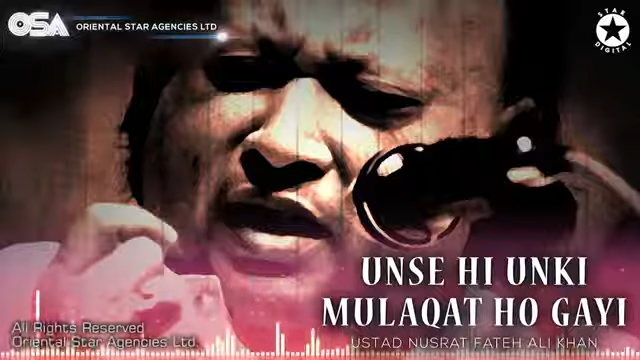 OSA ORIENTAL STAR AGENCIES LTD
STAR DIGITAL
UNSE HI UNKI
MULAQAT HO GAYI
USTAD NUSRAT FATEH ALI KHAN
All Rights Reserved
Oriental Star Agencies Ltd.